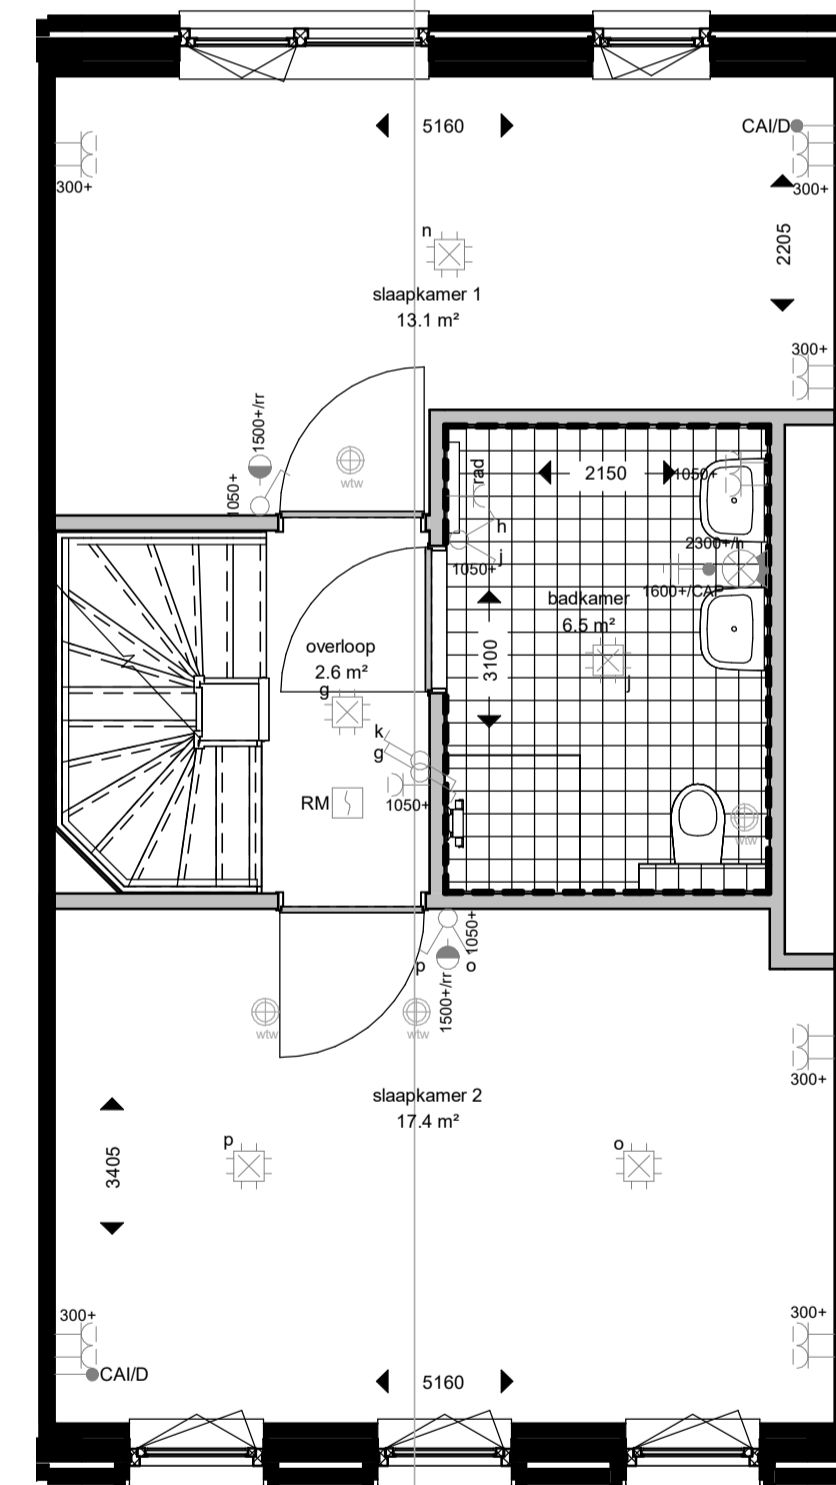 5160
CAI/D
300+
300+
2205
n
slaapkamer 1
13.1 m²
300+
1500+/rr
1050+
wtw
rad
2150
1050+
h
j
1050+
2300+/h
1600+/CAP
badkamer
6.5 m²
j
3100
overloop
2.6 m²
g
k
g
RM
1050+
wtw
1050+
p
o
1500+/rr
wtw
wtw
300+
slaapkamer 2
17.4 m²
p
o
3405
300+
300+
CAI/D
5160